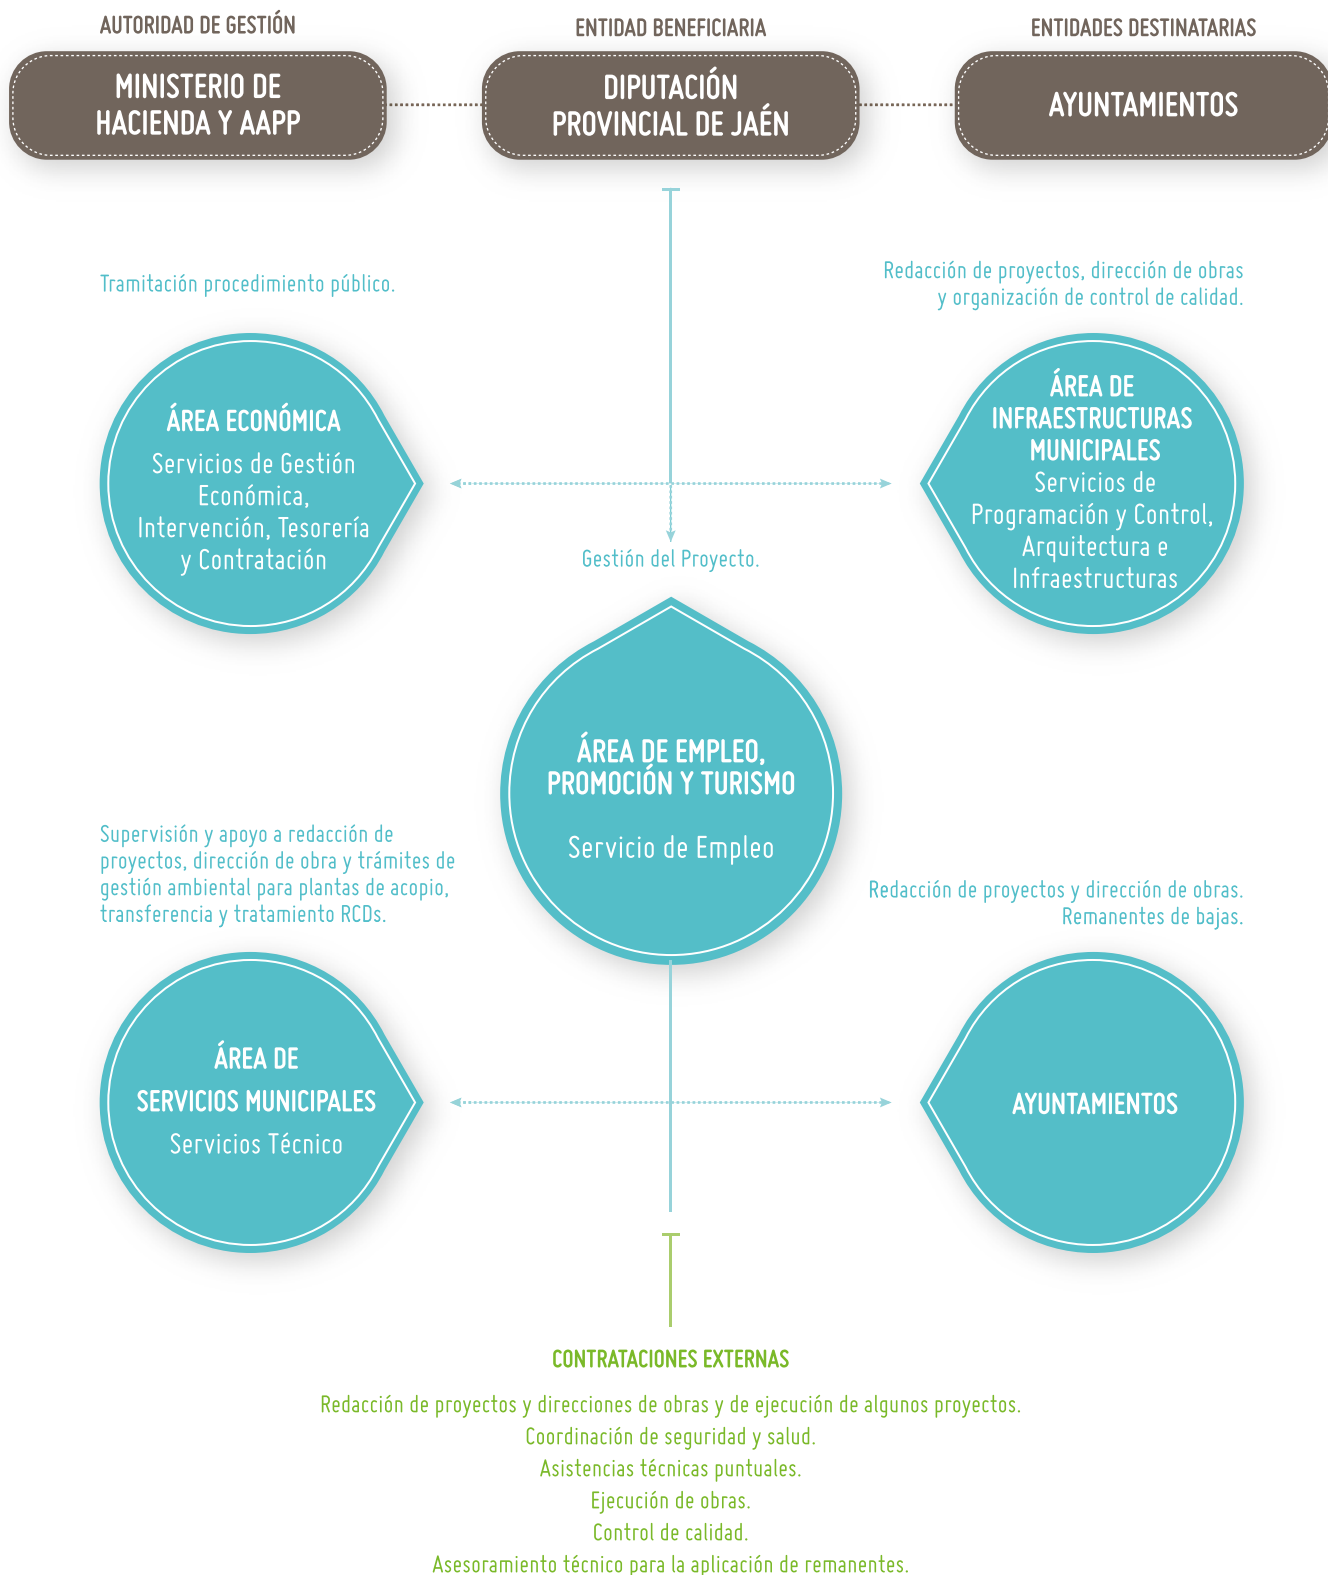 AUTORIDAD DE GESTIÓN
MINISTERIO DE
HACIENDA Y AAPP
ENTIDAD BENEFICIARIA
DIPUTACIÓN
PROVINCIAL DE JAÉN
ENTIDADES DESTINATARIAS
AYUNTAMIENTOS
Tramitación procedimiento público.
ÁREA ECONÓMICA
Servicios de Gestión
Económica,
Intervención, Tesorería
y Contratación
Redacción de proyectos, dirección de obras
y organización de control de calidad.
ÁREA DE
INFRAESTRUCTURAS
MUNICIPALES
Servicios de
Programación y Control,
Arquitectura e
Infraestructuras
Gestión del Proyecto.
ÁREA DE EMPLEO,
PROMOCIÓN Y TURISMO
Servicio de Empleo
Supervisión y apoyo a redacción de
proyectos, dirección de obra y trámites de
gestión ambiental para plantas de acopio,
transferencia y tratamiento RCDs.
ÁREA DE
SERVICIOS MUNICIPALES
Servicios Técnico
Redacción de proyectos y dirección de obras.
Remanentes de bajas.
AYUNTAMIENTOS
CONTRATACIONES EXTERNAS
Redacción de proyectos y direcciones de obras y de ejecución de algunos proyectos.
Coordinación de seguridad y salud.
Asistencias técnicas puntuales.
Ejecución de obras.
Control de calidad.
Asesoramiento técnico para la aplicación de remanentes.